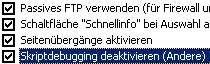 Passives FTP verwenden (für Firewall u
Schaltfläche "Schnellinfo" bei Auswahl a
Seitenübergänge aktivieren
Skriptdebugging deaktivieren (Andere)